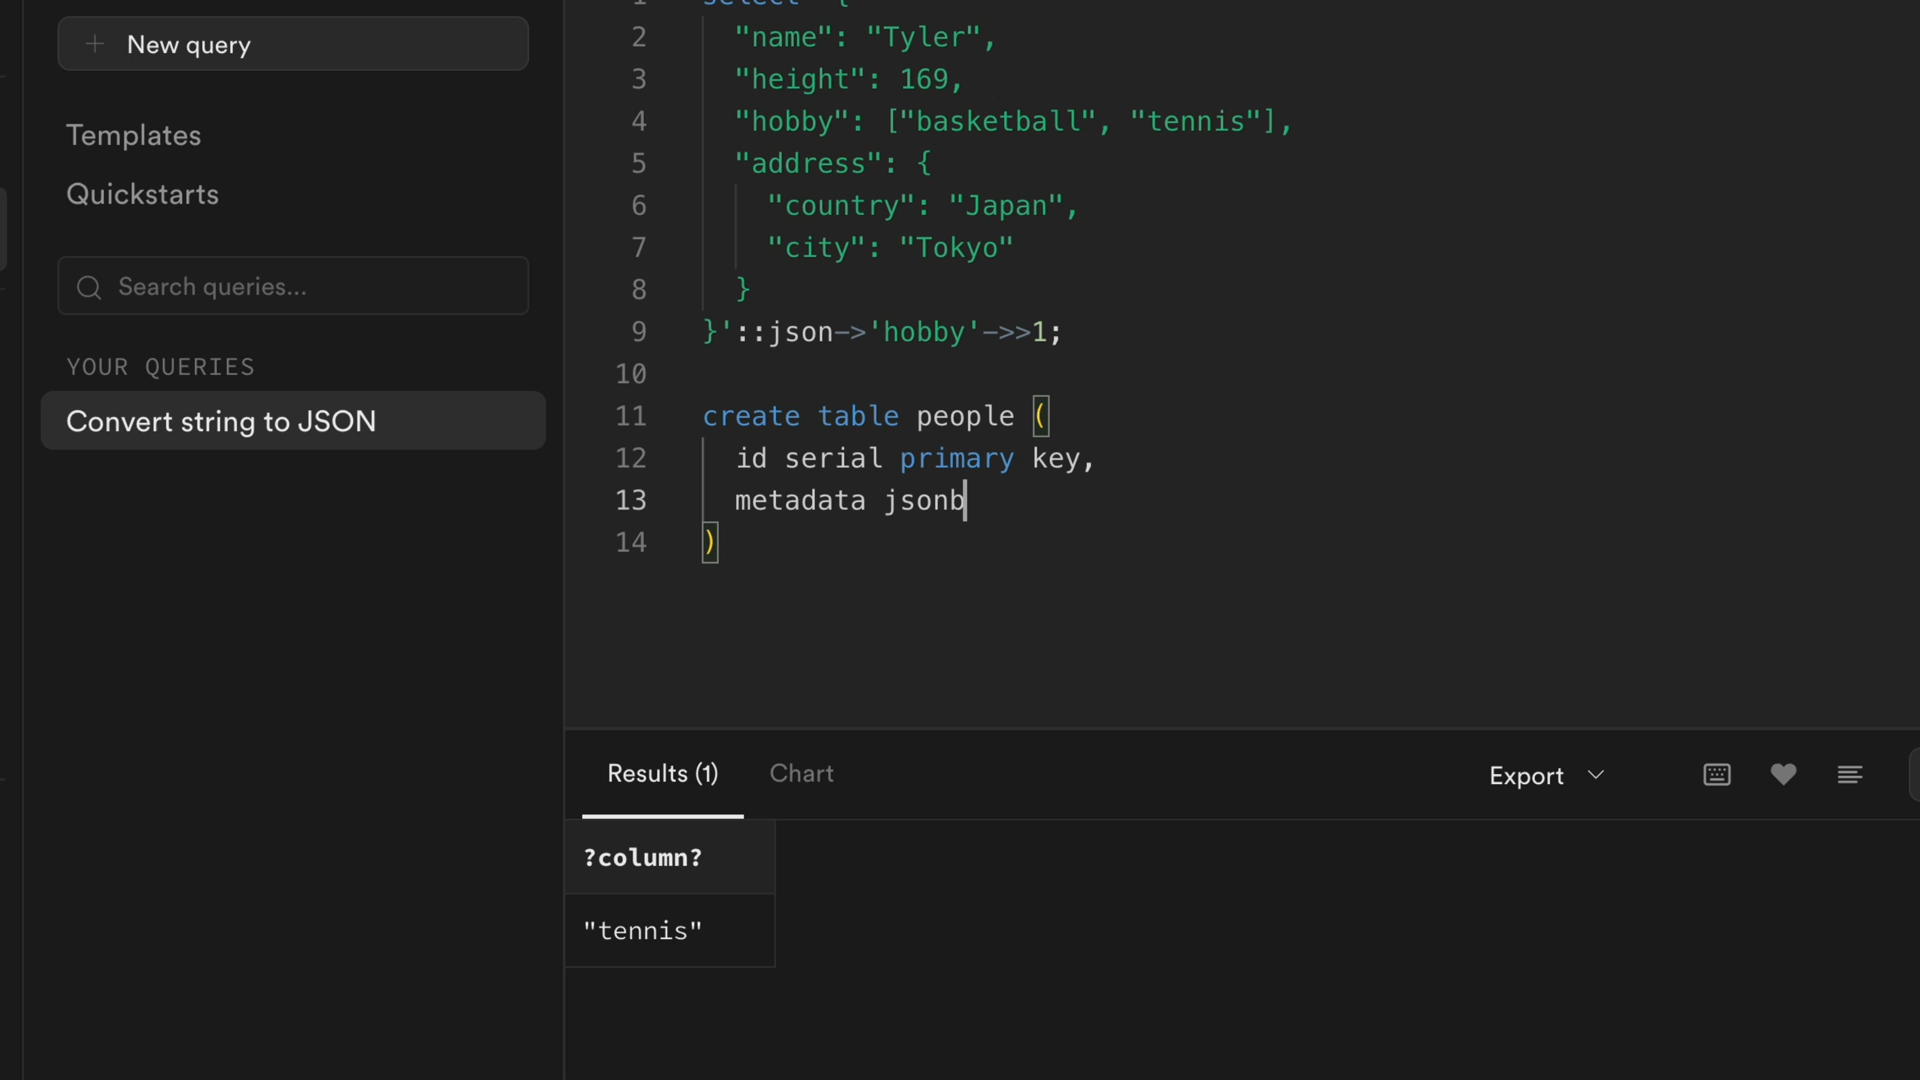 New query
Templates
Quickstarts
Search queries...
YOUR QUERIES
Convert string to JSON
1 select '{
2 "name": "Tyler",
3 "height": 169,
4 "hobby": ["basketball", "tennis"],
5 "address": {
6 "country": "Japan",
7 "city": "Tokyo"
8 }
9 }'::json->'hobby'->>1;
10
11 create table people (
12 id serial primary key,
13 metadata jsonb
14 )
Results (1)
Chart
Export
?column?
"tennis"